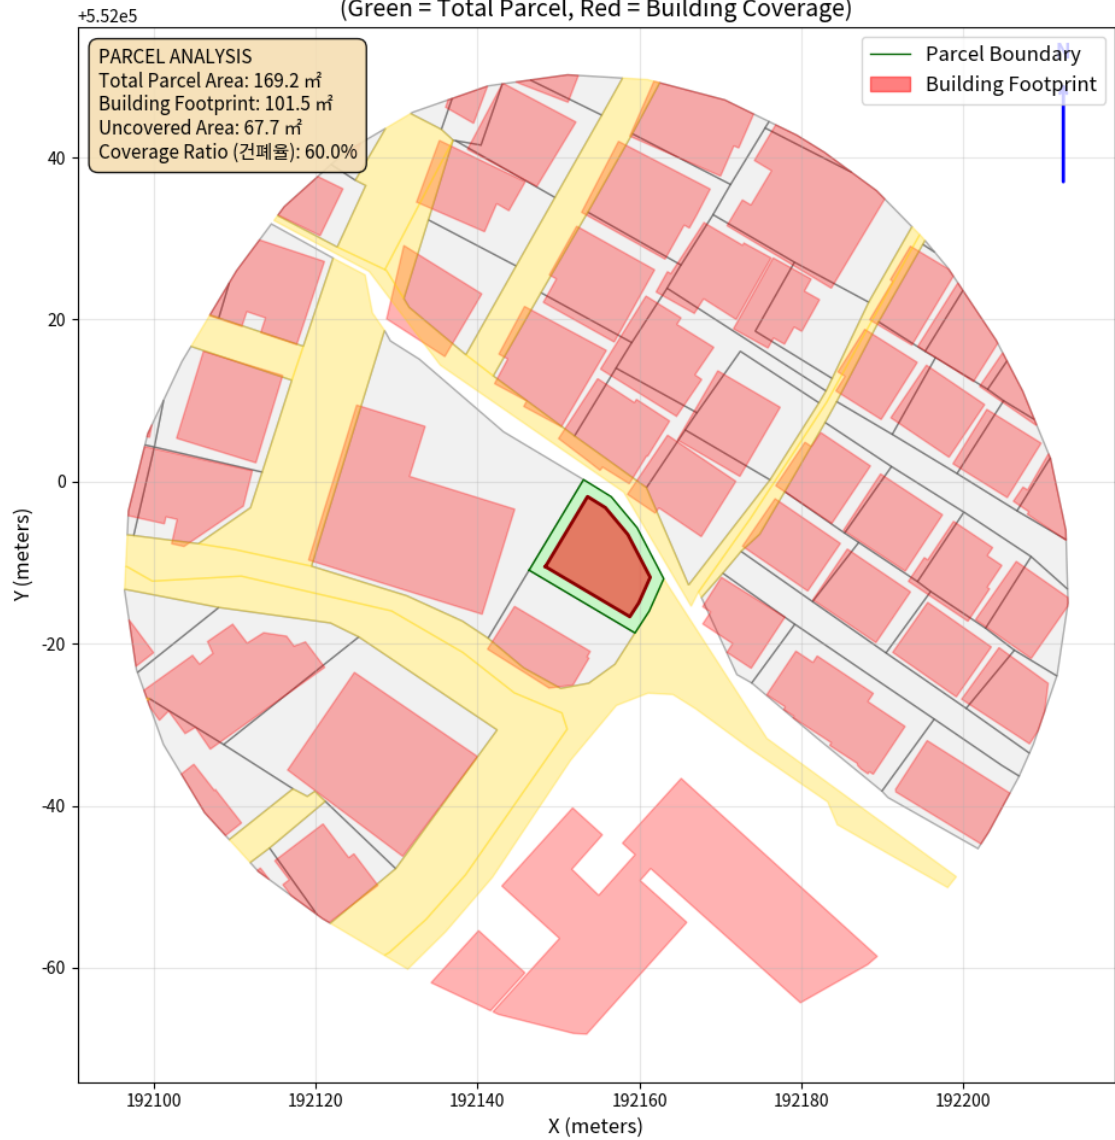 (Green = Total Parcel, Red = Building Coverage)
+5.52e5
PARCEL ANALYSIS
Total Parcel Area: 169.2 ㎡
Building Footprint: 101.5 ㎡
Uncovered Area: 67.7 ㎡
Coverage Ratio (건폐율): 60.0%
Parcel Boundary
Building Footprint
N
40
20
0
-20
-40
-60
Y (meters)
192100
192120
192140
192160
192180
192200
X (meters)